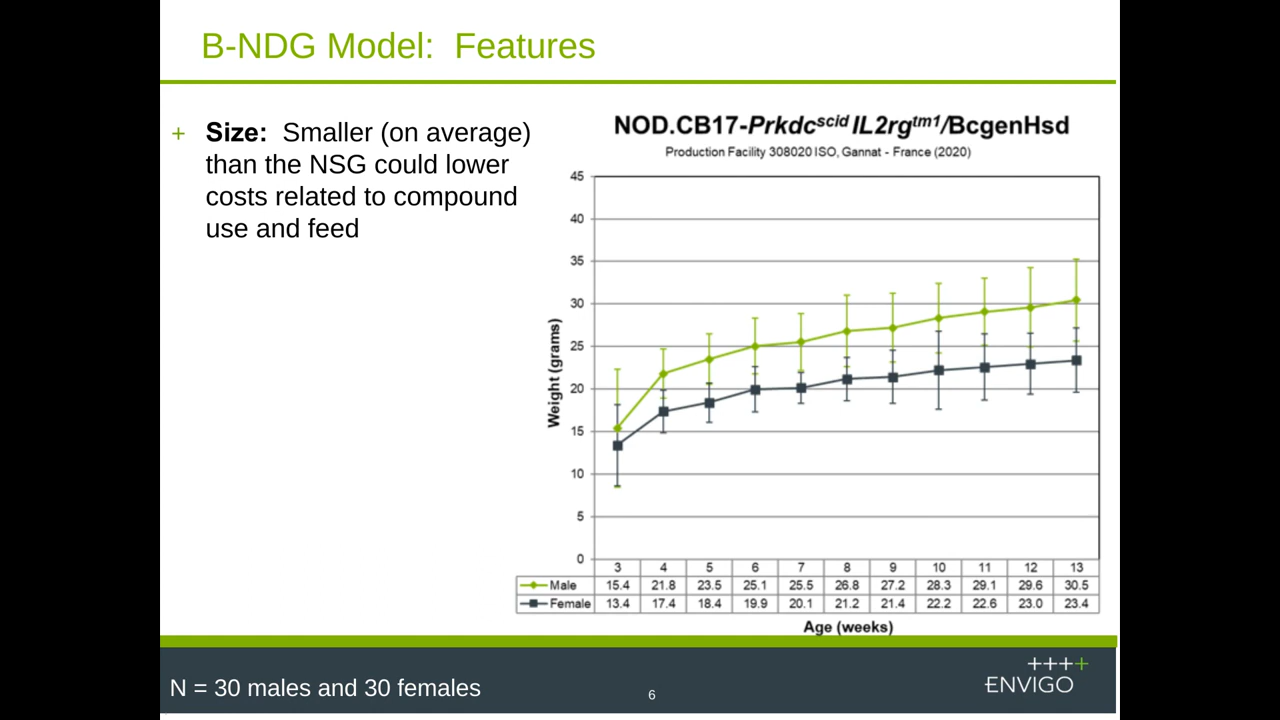 B-NDG Model:  Features
+ Size:  Smaller (on average)
than the NSG could lower
costs related to compound
use and feed
NOD.CB17-Prkdcscid IL2rgtm1/BcgenHsd
Production Facility 308020 ISO, Gannat - France (2020)
45
40
35
30
25
20
15
10
5
0
Weight (grams)
3 4 5 6 7 8 9 10 11 12 13
Male 15.4 21.8 23.5 25.1 25.5 26.8 27.2 28.3 29.1 29.6 30.5
Female 13.4 17.4 18.4 19.9 20.1 21.2 21.4 22.2 22.6 23.0 23.4
Age (weeks)
N = 30 males and 30 females
6
++++
ENVIGO